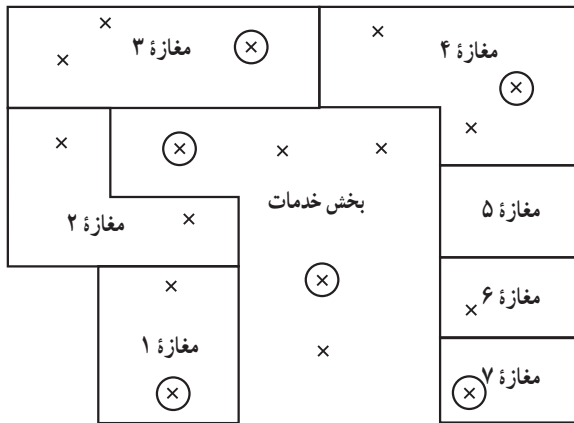 مغازهٔ ۳
مغازهٔ ۴
بخش خدمات
مغازهٔ ۵
مغازهٔ ۲
مغازهٔ ۶
مغازهٔ ۱
مغازهٔ ۷